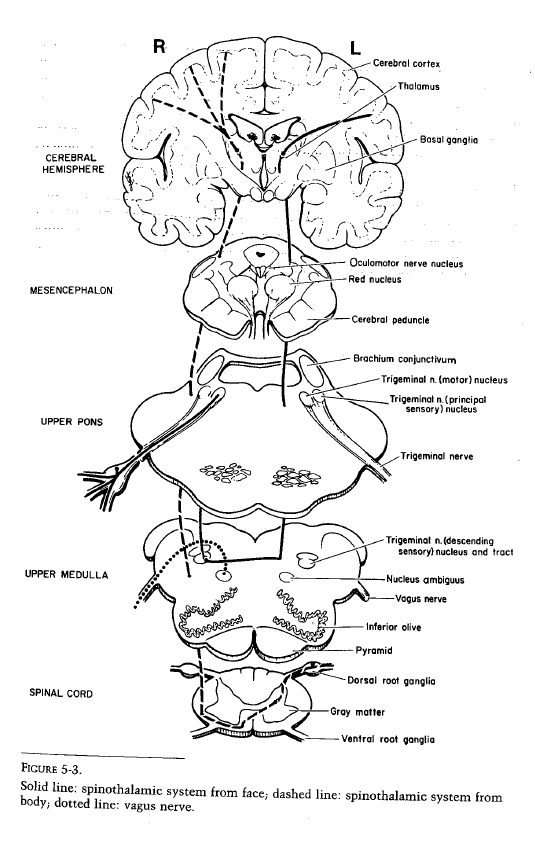 R
L
Cerebral cortex
Thalamus
Basal ganglia
CEREBRAL
HEMISPHERE
Oculomotor nerve nucleus
Red nucleus
MESENCEPHALON
Cerebral peduncle
Brachium conjunctivum
Trigeminal n. (motor) nucleus
Trigeminal n. (principal
sensory) nucleus
UPPER PONS
Trigeminal nerve
Trigeminal n. (descending
sensory) nucleus and tract
UPPER MEDULLA
Nucleus ambiguus
Vagus nerve
Inferior olive
Pyramid
Dorsal root ganglia
SPINAL CORD
Gray matter
Ventral root ganglia
FIGURE 5-3.
Solid line: spinothalamic system from face; dashed line: spinothalamic system from
body; dotted line: vagus nerve.